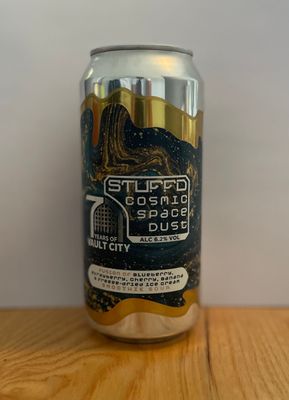 STUFFD
COSMIC
SPACE
DUST
ALC 6.2% VOL
7
YEARS OF
VAULT CITY
FUSION OF BLUEBERRY,
STRAWBERRY, CHERRY, BANANA
& FREEZE-DRIED ICE CREAM
SMOOTHIE SOUR